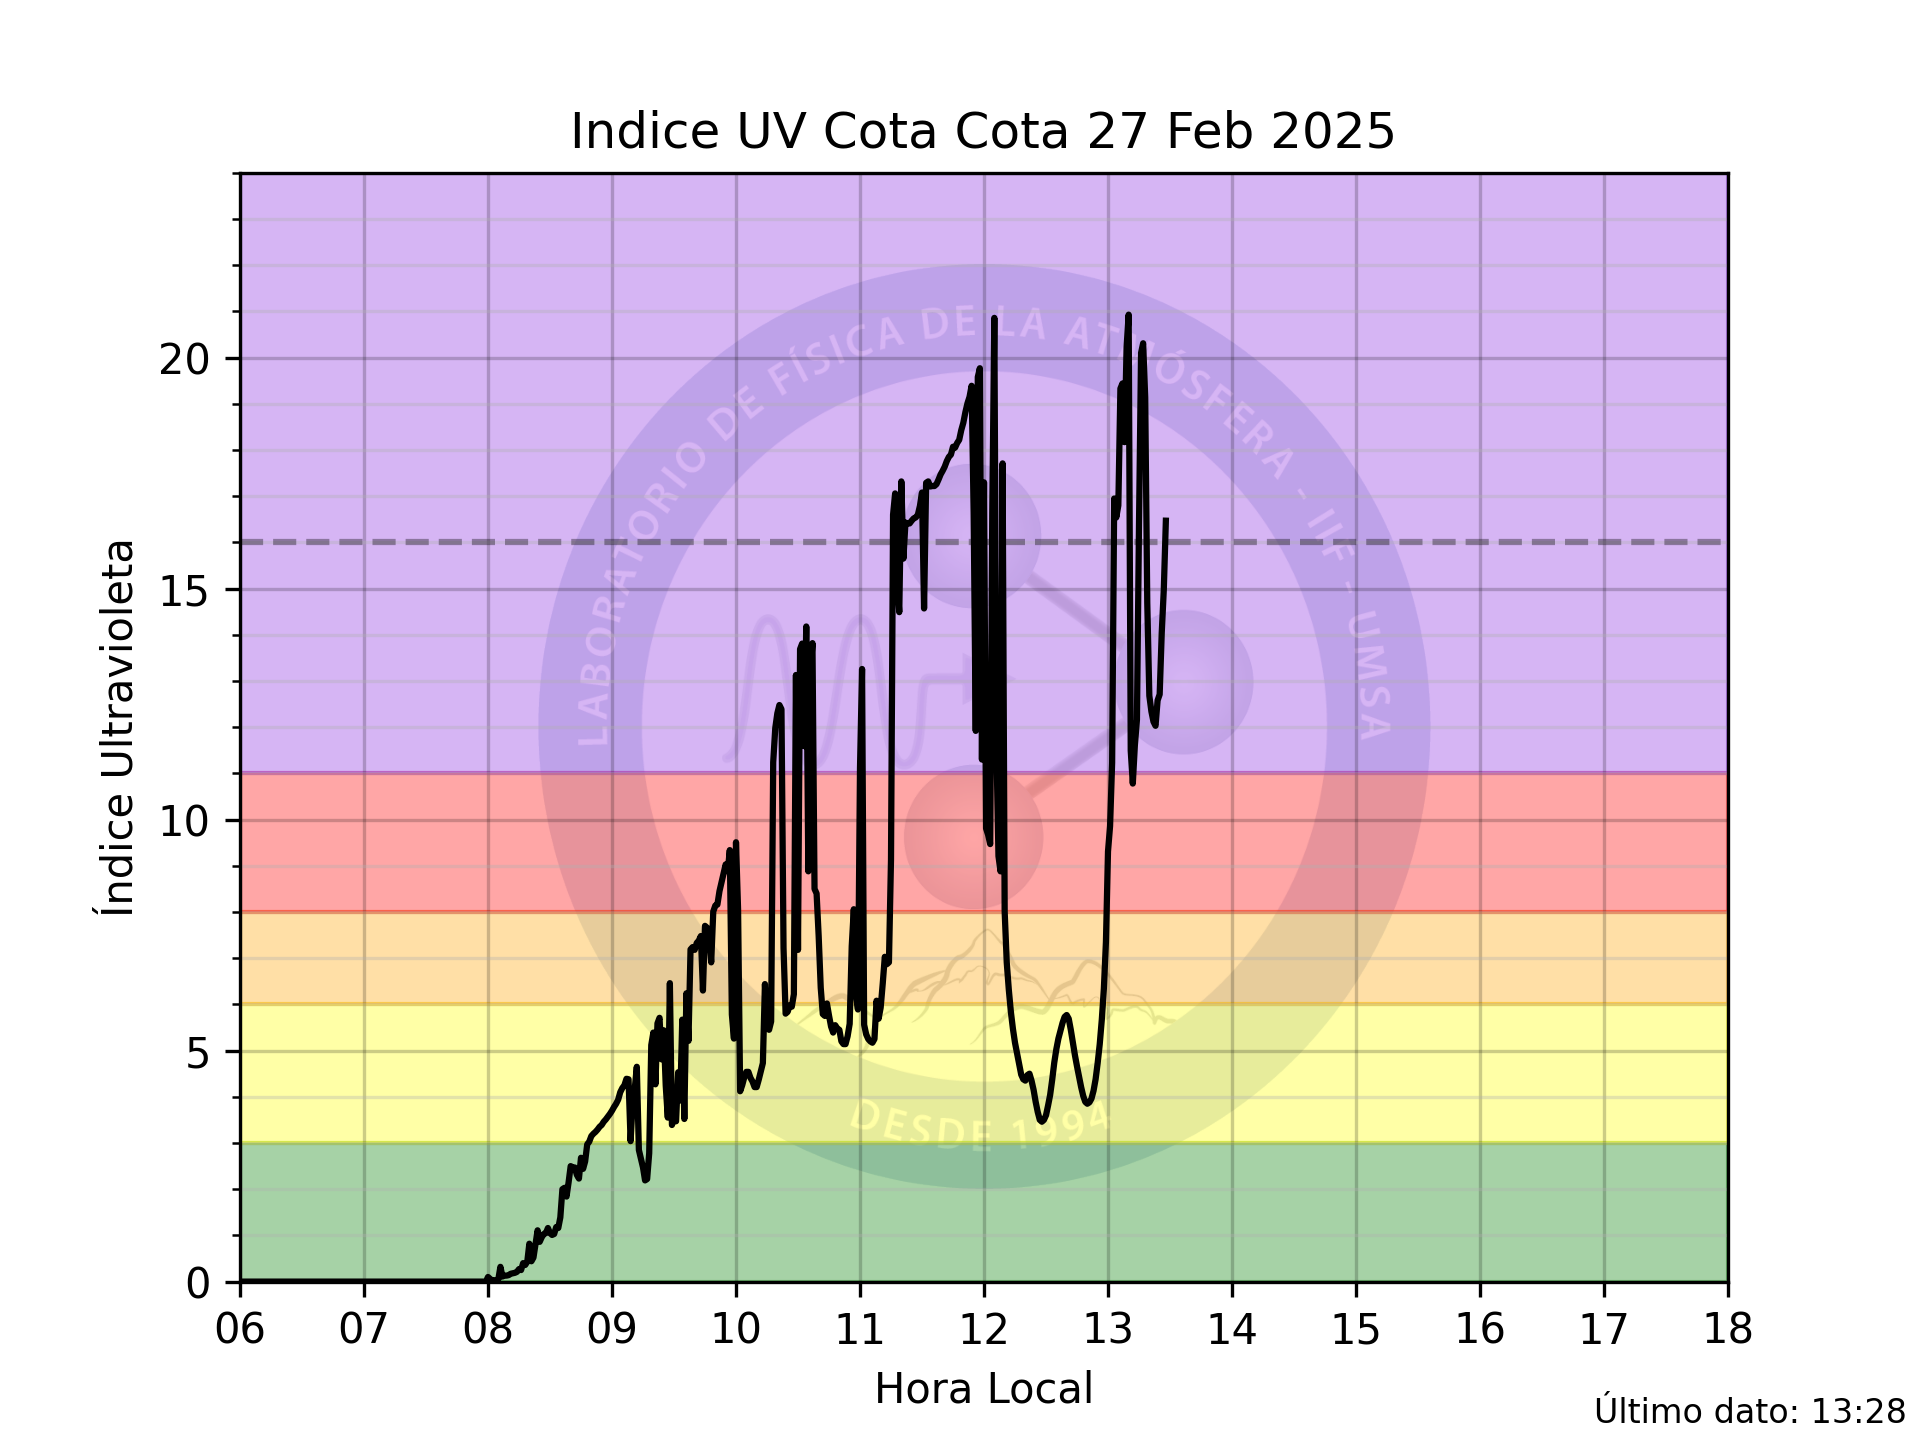 Indice UV Cota Cota 27 Feb 2025
Índice Ultravioleta
20
15
10
5
0
LABORATORIO DE FÍSICA DE LA ATMÓSFERA - IIF - UMSA
DESDE 1994
06 07 08 09 10 11 12 13 14 15 16 17 18
Hora Local
Último dato: 13:28